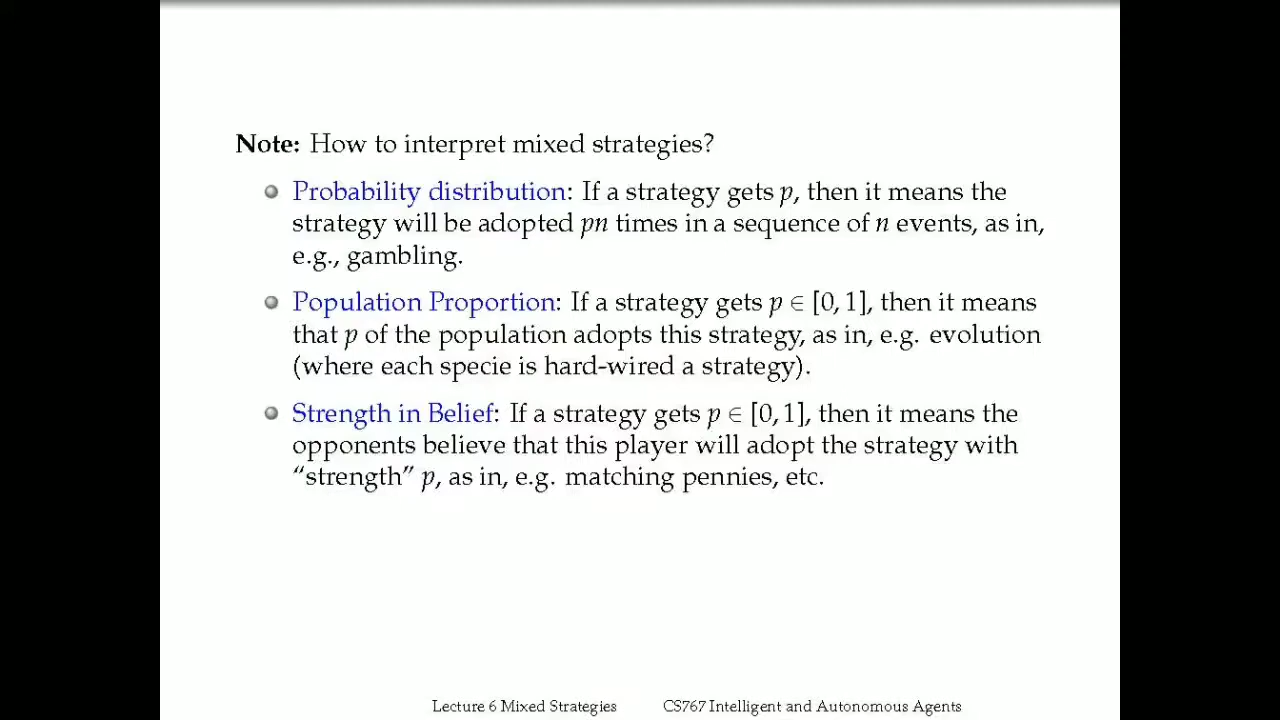 Note: How to interpret mixed strategies?
Probability distribution: If a strategy gets p, then it means the
strategy will be adopted pn times in a sequence of n events, as in,
e.g., gambling.
Population Proportion: If a strategy gets p ∈ [0, 1], then it means
that p of the population adopts this strategy, as in, e.g. evolution
(where each specie is hard-wired a strategy).
Strength in Belief: If a strategy gets p ∈ [0, 1], then it means the
opponents believe that this player will adopt the strategy with
“strength” p, as in, e.g. matching pennies, etc.
Lecture 6 Mixed Strategies CS767 Intelligent and Autonomous Agents